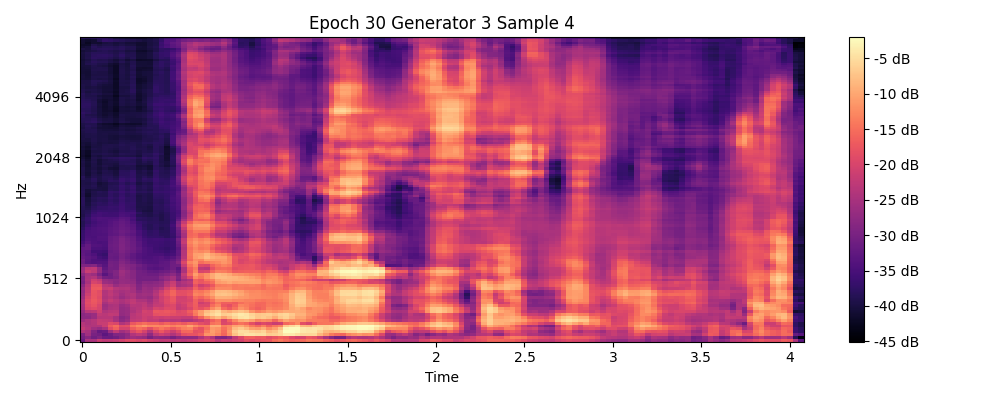 Epoch 30 Generator 3 Sample 4
Hz
4096
2048
1024
512
0
0 0.5 1 1.5 2 2.5 3 3.5 4
Time
-5 dB
-10 dB
-15 dB
-20 dB
-25 dB
-30 dB
-35 dB
-40 dB
-45 dB